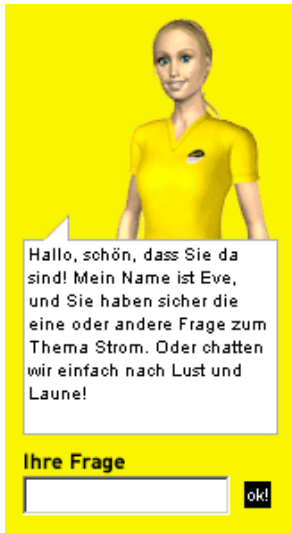 Hallo, schön, dass Sie da
sind! Mein Name ist Eve,
und Sie haben sicher die
eine oder andere Frage zum
Thema Strom. Oder chatten
wir einfach nach Lust und
Laune!
Ihre Frage
ok!